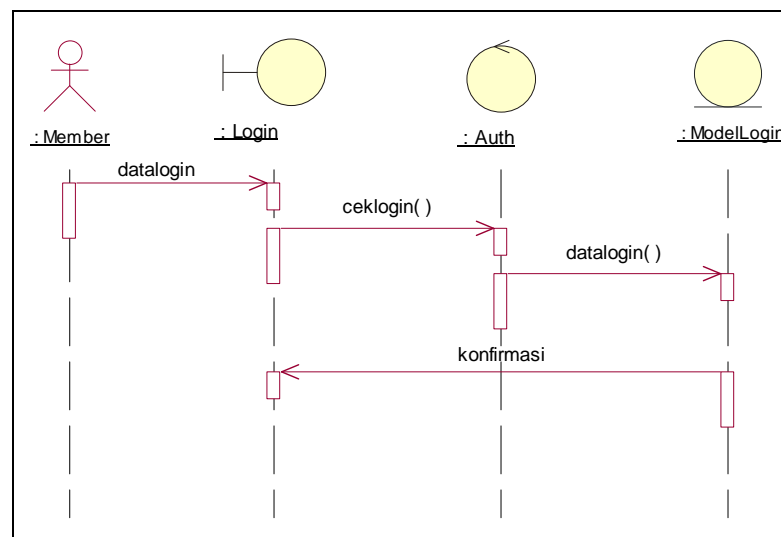 : Member
: Login
: Auth
: ModelLogin
datalogin
ceklogin( )
datalogin( )
konfirmasi